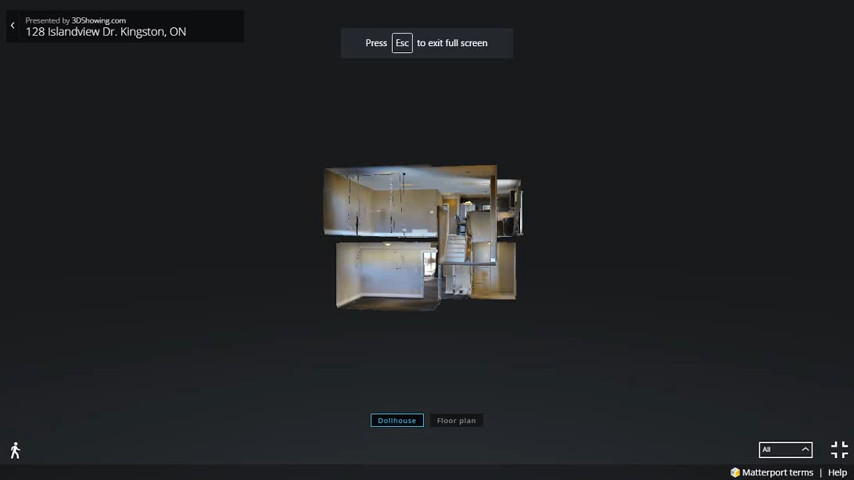 Presented by 3DShowing.com
128 Islandview Dr. Kingston, ON
Press Esc to exit full screen
Dollhouse
Floor plan
All
Matterport terms | Help